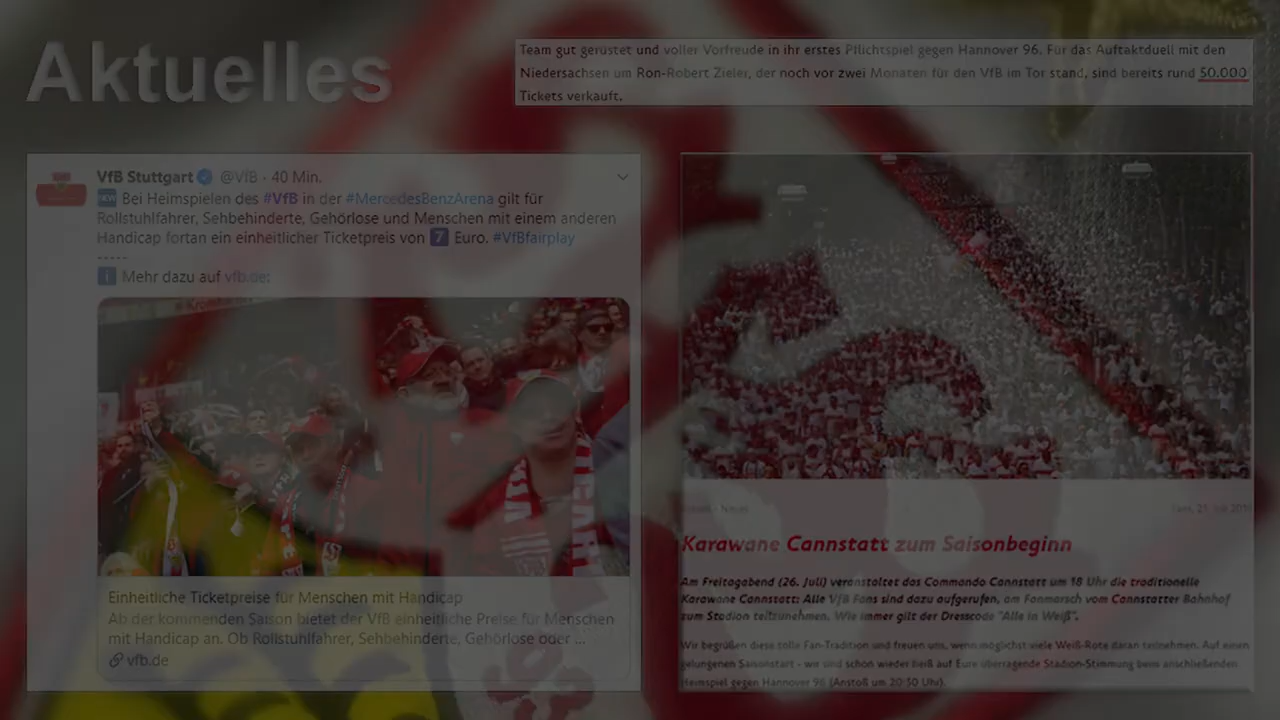 Aktuelles
Team gut gerüstet und voller Vorfreude in ihr erstes Pflichtspiel gegen Hannover 96. Für das Auftaktduell mit den
Niedersachsen um Ron-Robert Zieler, der noch vor zwei Monaten für den VfB im Tor stand, sind bereits rund 50.000
Tickets verkauft.
VfB Stuttgart @VfB · 40 Min.
Bei Heimspielen des #VfB in der #MercedesBenzArena gilt für
Rollstuhlfahrer, Sehbehinderte, Gehörlose und Menschen mit einem anderen
Handicap fortan ein einheitlicher Ticketpreis von 7 Euro. #VfBfairplay
-----
Mehr dazu auf vfb.de:
Einheitliche Ticketpreise für Menschen mit Handicap
Ab der kommenden Saison bietet der VfB einheitliche Preise für Menschen
mit Handicap an. Ob Rollstuhlfahrer, Sehbehinderte, Gehörlose oder ...
vfb.de
Karawane Cannstatt zum Saisonbeginn
Am Freitagabend (26. Juli) veranstaltet das Commando Cannstatt um 18 Uhr die traditionelle
Karawane Cannstatt: Alle VfB Fans sind dazu aufgerufen, am Fanmarsch vom Cannstatter Bahnhof
zum Stadion teilzunehmen. Wie immer gilt der Dresscode "Alle in Weiß".
Wir begrüßen diese tolle Fan-Tradition und freuen uns, wenn möglichst viele Weiß-Rote daran teilnehmen. Auf einen
gelungenen Saisonstart - wir sind schon wieder heiß auf Eure überragende Stadion-Stimmung beim anschließenden
Heimspiel gegen Hannover 96 (Anstoß um 20:30 Uhr).